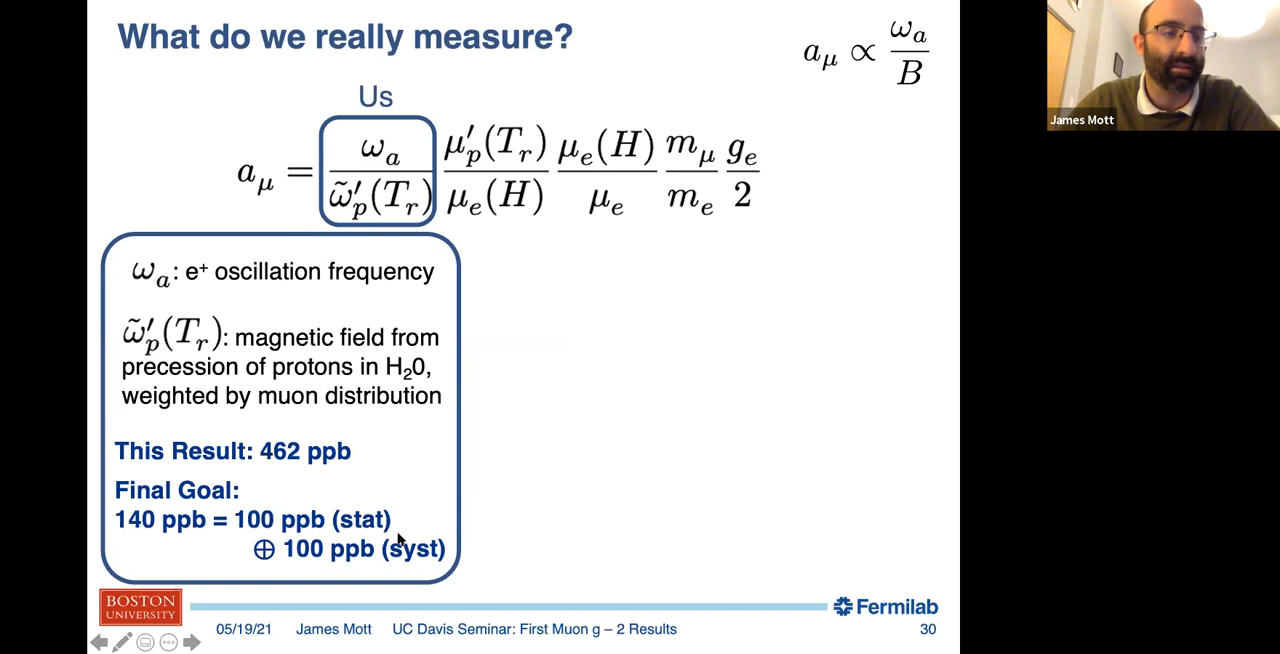 What do we really measure?
a_μ ∝ ω_a / B
James Mott
Us
a_μ = ω_a / ω̃′_p(T_r) μ′_p(T_r) / μ_e(H) μ_e(H) / μ_e m_μ / m_e g_e / 2
ω_a: e⁺ oscillation frequency
ω̃′_p(T_r): magnetic field from
precession of protons in H₂0,
weighted by muon distribution
This Result: 462 ppb
Final Goal:
140 ppb = 100 ppb (stat)
⊕ 100 ppb (syst)
BOSTON
UNIVERSITY
Fermilab
05/19/21 James Mott UC Davis Seminar: First Muon g – 2 Results 30